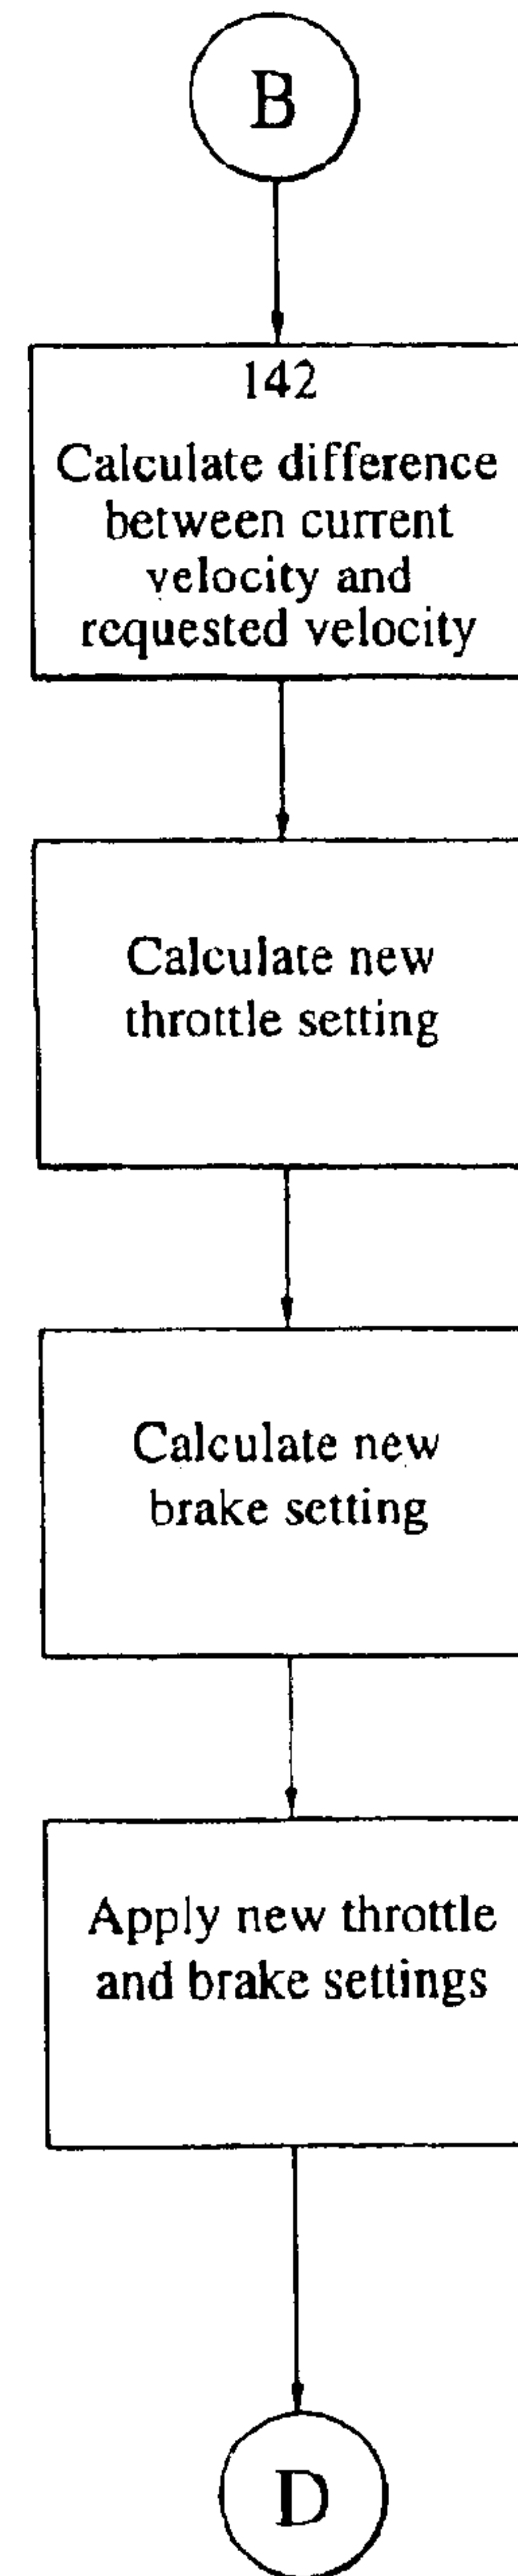 B
142
Calculate difference
between current
velocity and
requested velocity
Calculate new
throttle setting
Calculate new
brake setting
Apply new throttle
and brake settings
D